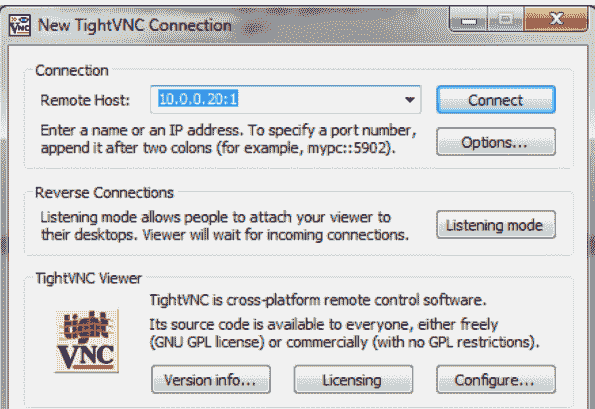 New TightVNC Connection
Connection
Remote Host: 10.0.0.20:1
Connect
Enter a name or an IP address. To specify a port number,
append it after two colons (for example, mypc::5902).
Options...
Reverse Connections
Listening mode allows people to attach your viewer to
their desktops. Viewer will wait for incoming connections.
Listening mode
TightVNC Viewer
tight
VNC
TightVNC is cross-platform remote control software.
Its source code is available to everyone, either freely
(GNU GPL license) or commercially (with no GPL restrictions).
Version info...
Licensing
Configure...